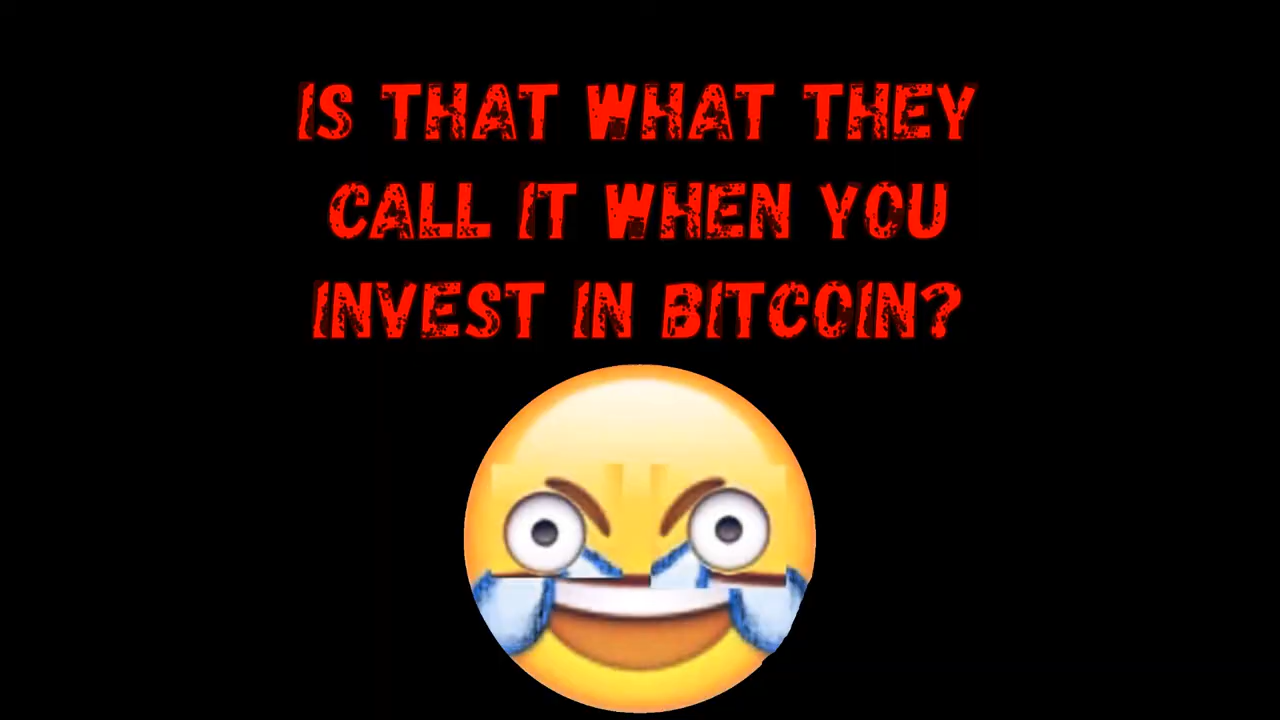 IS THAT WHAT THEY
CALL IT WHEN YOU
INVEST IN BITCOIN?